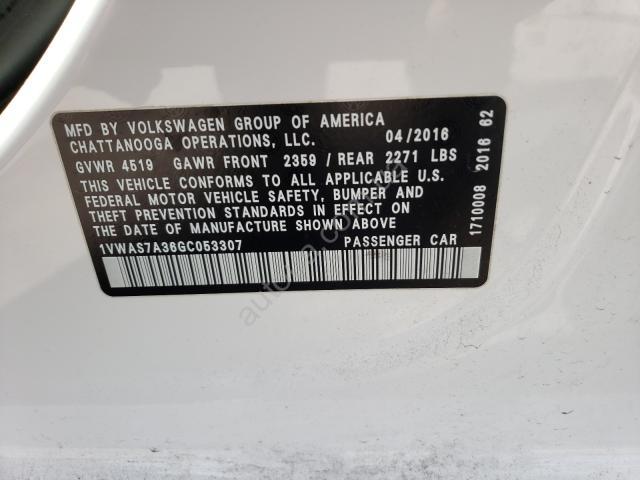 MFD BY VOLKSWAGEN GROUP OF AMERICA
CHATTANOOGA OPERATIONS, LLC. 04/2016
GVWR 4519 GAWR FRONT 2359 / REAR 2271 LBS
THIS VEHICLE CONFORMS TO ALL APPLICABLE U.S.
FEDERAL MOTOR VEHICLE SAFETY, BUMPER AND
THEFT PREVENTION STANDARDS IN EFFECT ON
THE DATE OF MANUFACTURE SHOWN ABOVE
1VWAS7A36GC053307 PASSENGER CAR
1710008 2016 62